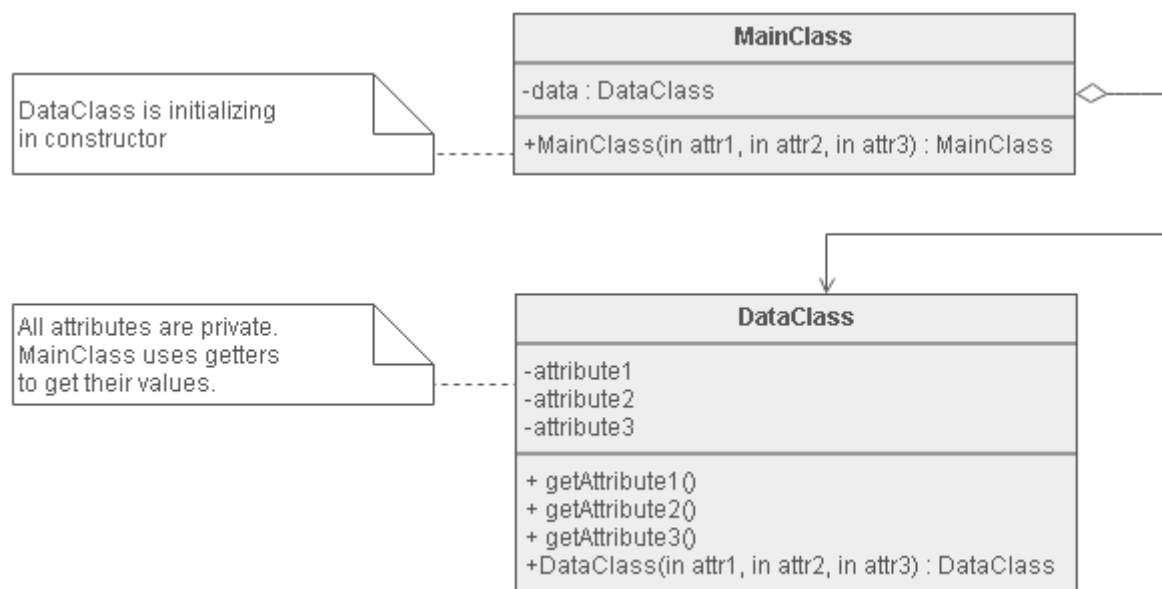 MainClass
DataClass is initializing
in constructor
-data : DataClass
+MainClass(in attr1, in attr2, in attr3) : MainClass
All attributes are private.
MainClass uses getters
to get their values.
DataClass
-attribute1
-attribute2
-attribute3
+ getAttribute1()
+ getAttribute2()
+ getAttribute3()
+DataClass(in attr1, in attr2, in attr3) : DataClass